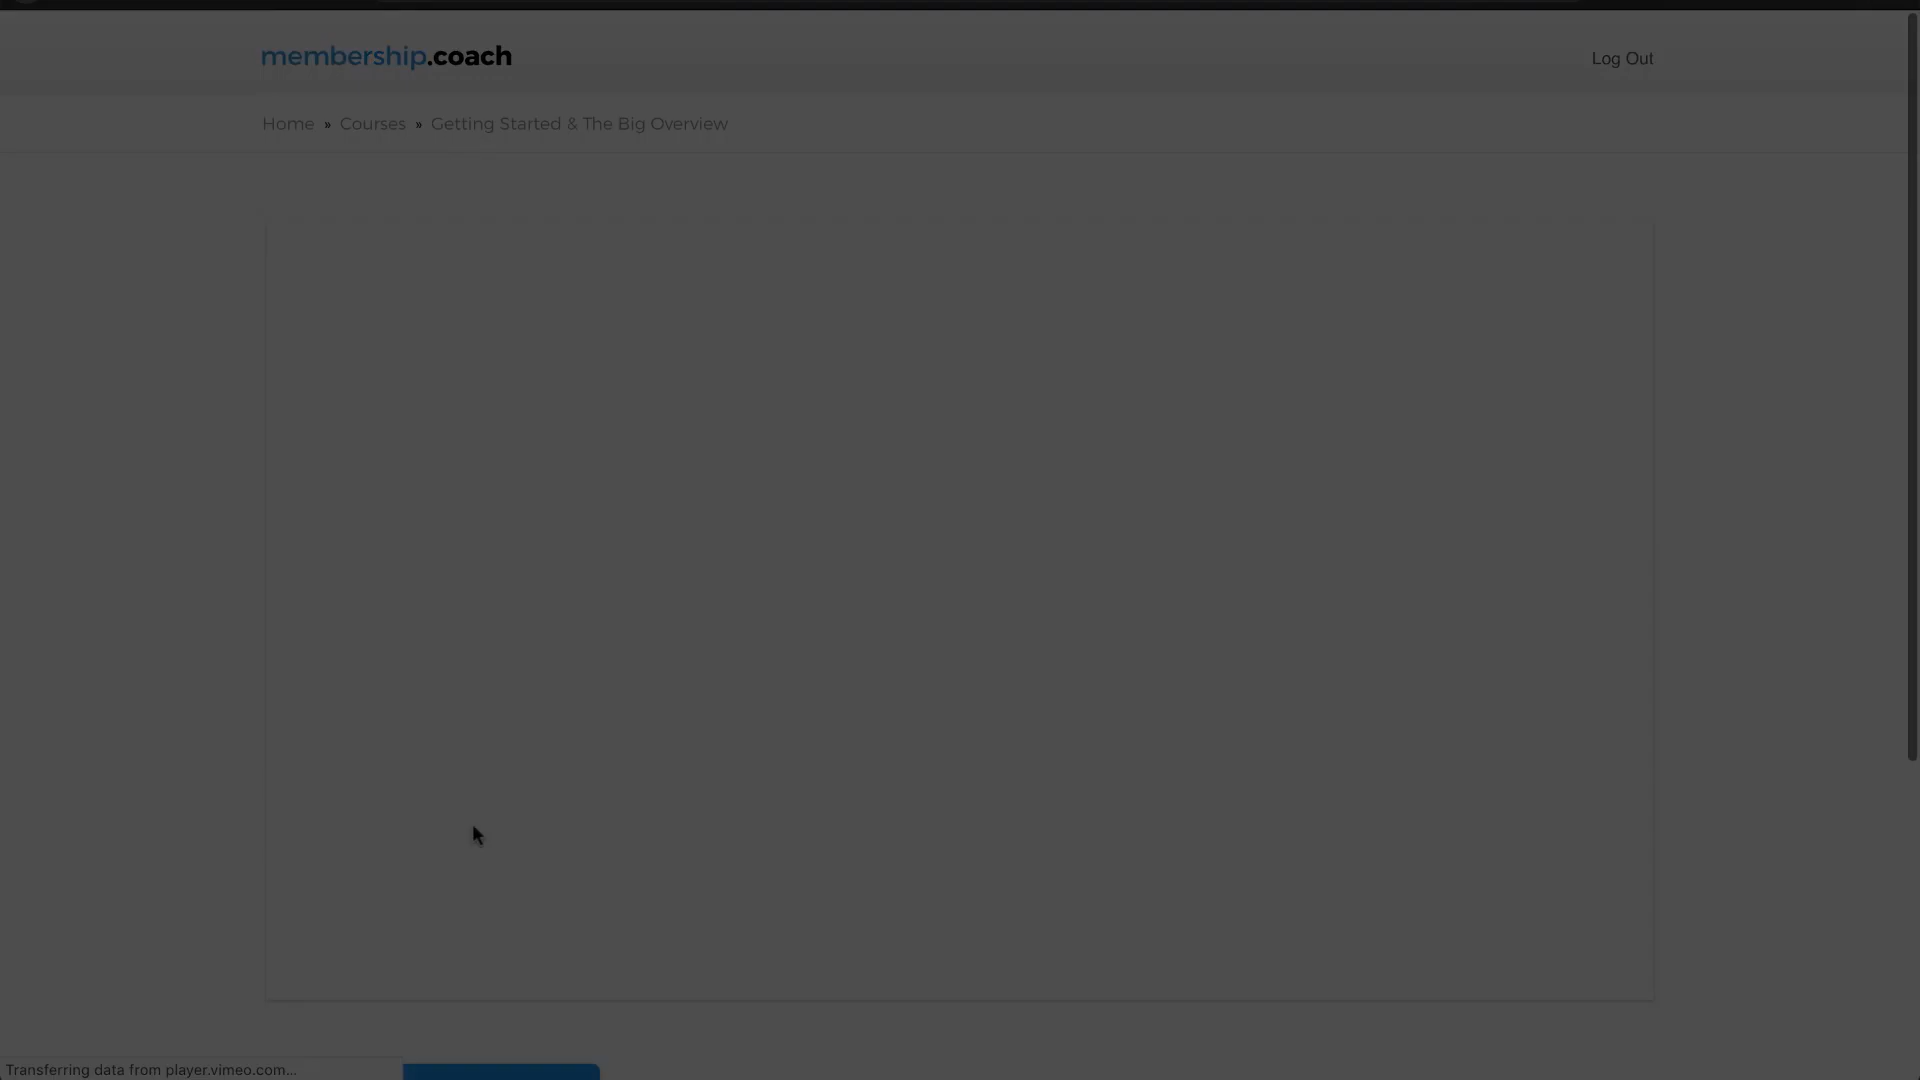 membership.coach
Log Out
Home » Courses » Getting Started & The Big Overview
Transferring data from player.vimeo.com...